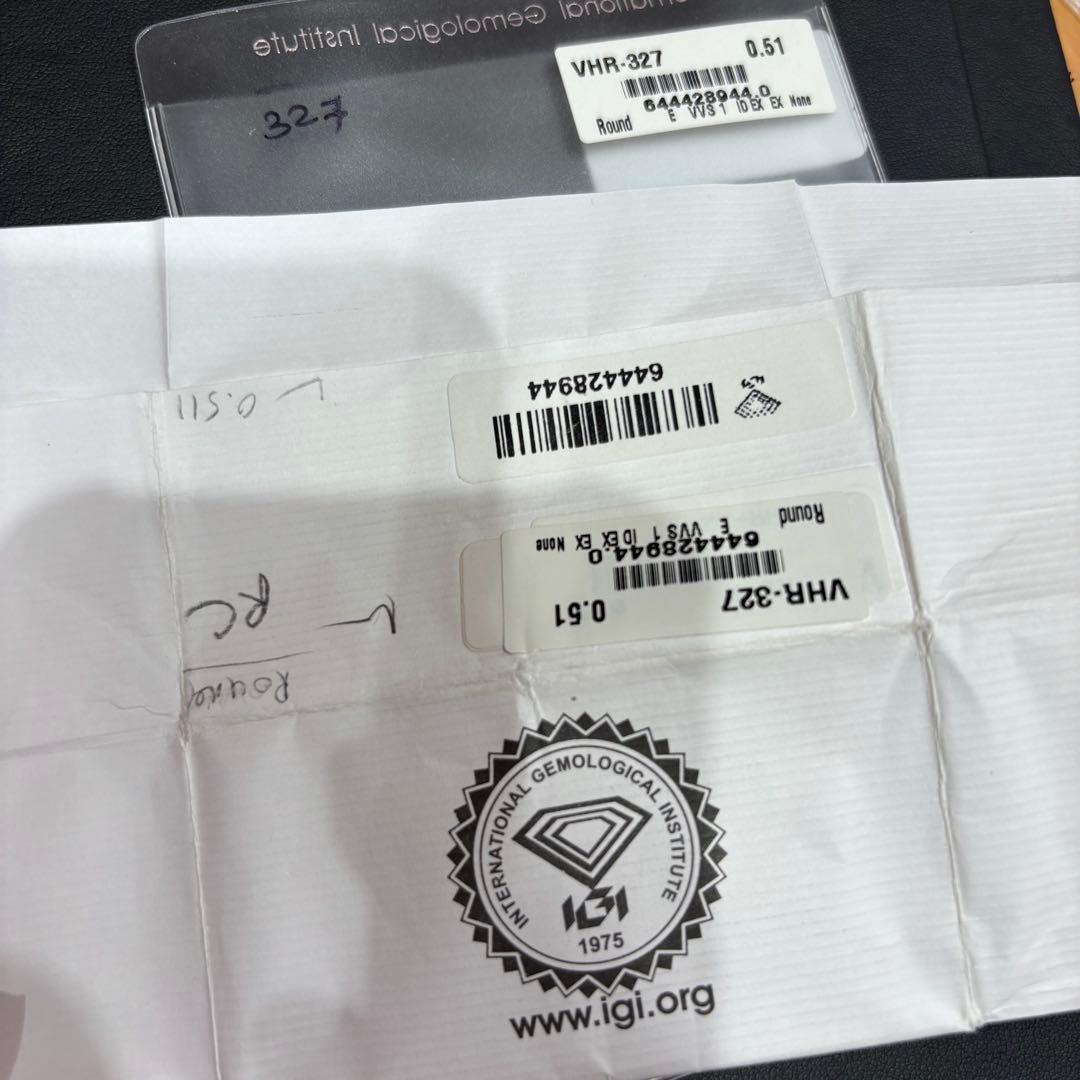 International Gemological Institute
327
VHR-327 0.51
644428944.0
E VVS 1 ID EX EX None
Round
0.511
644428944
Round
E VVS 1 ID EX EX None
644428944.0
VHR-327 0.51
RC
Round
INTERNATIONAL GEMOLOGICAL INSTITUTE
IGI
1975
www.igi.org